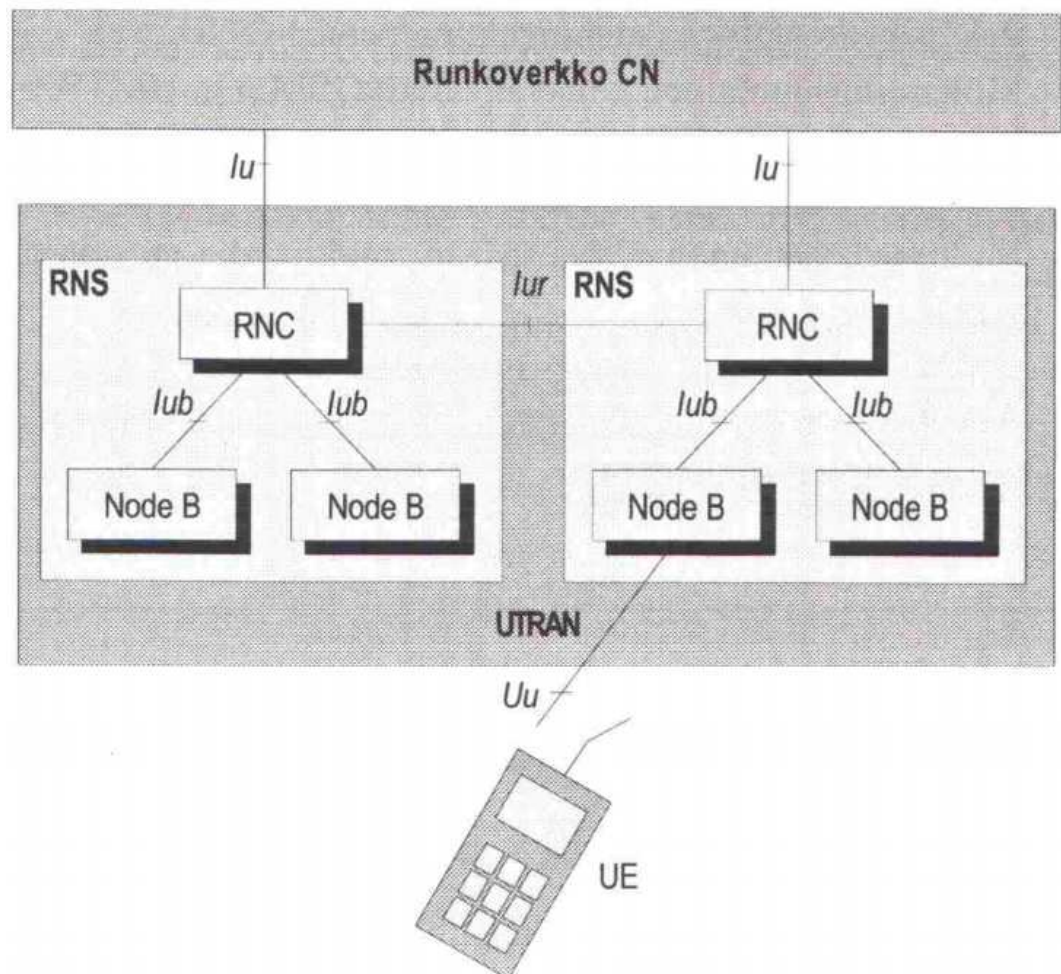 Runkoverkko CN
Iu
Iu
RNS
Iur
RNS
RNC
RNC
Iub
Iub
Iub
Iub
Node B
Node B
Node B
Node B
UTRAN
Uu
UE